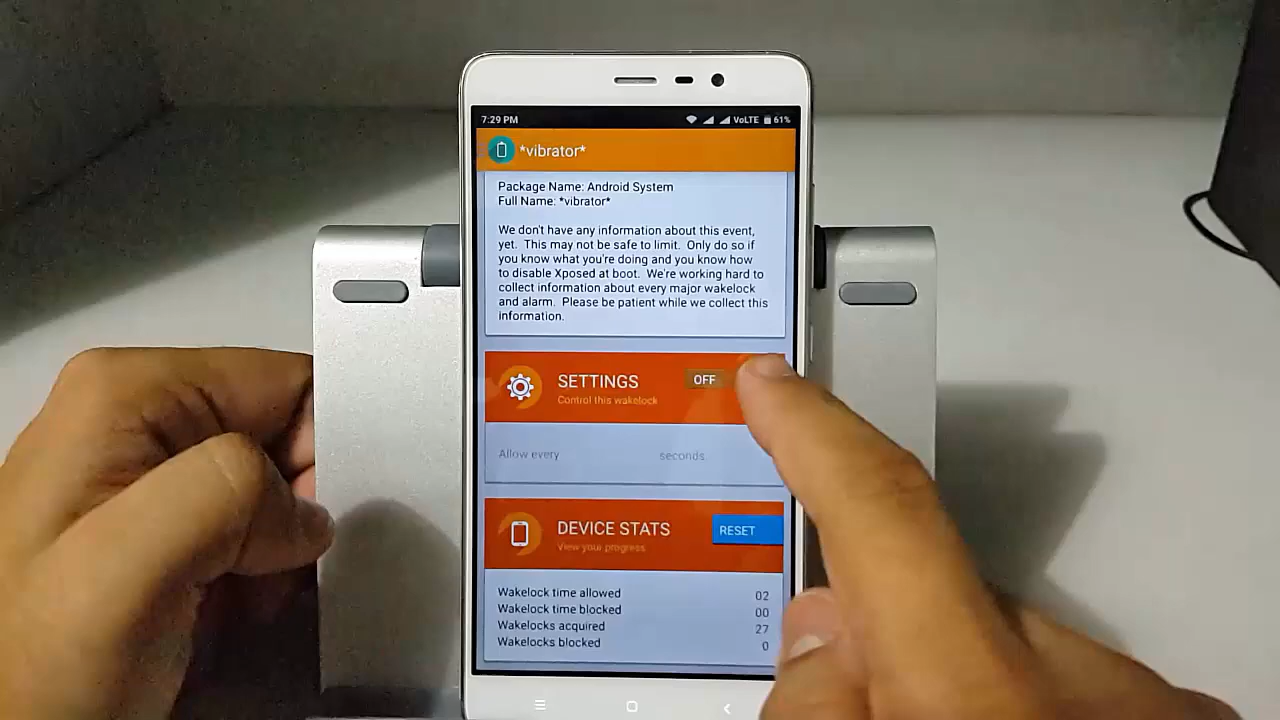 7:29 PM VoLTE 61%
*vibrator*
Package Name: Android System
Full Name: *vibrator*
We don't have any information about this event,
yet. This may not be safe to limit. Only do so if
you know what you're doing and you know how
to disable Xposed at boot. We're working hard to
collect information about every major wakelock
and alarm. Please be patient while we collect this
information.
SETTINGS OFF
Control this wakelock
Allow every seconds.
DEVICE STATS RESET
View your progress
Wakelock time allowed 02
Wakelock time blocked 00
Wakelocks acquired 27
Wakelocks blocked 0